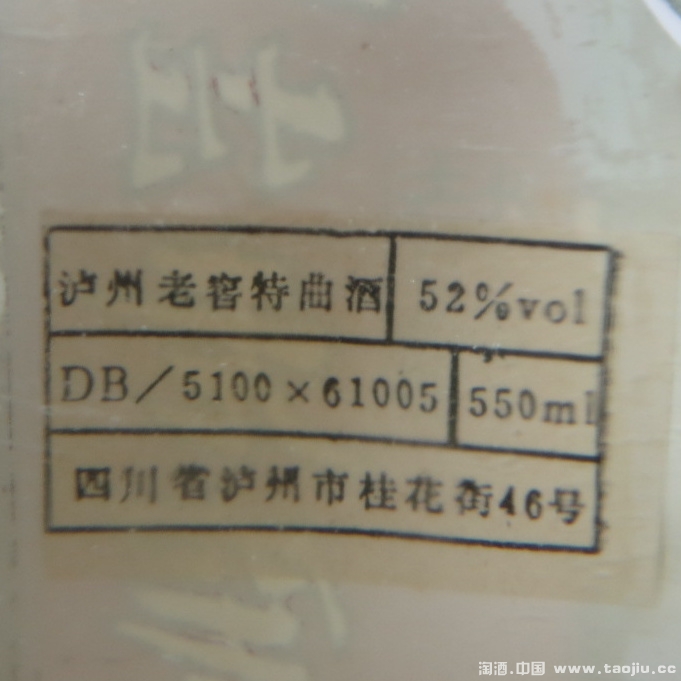 泸州老窖特曲酒 52%vol
DB/5100×61005 550ml
四川省泸州市桂花街46号
淘酒.中国 www.taojiu.cc